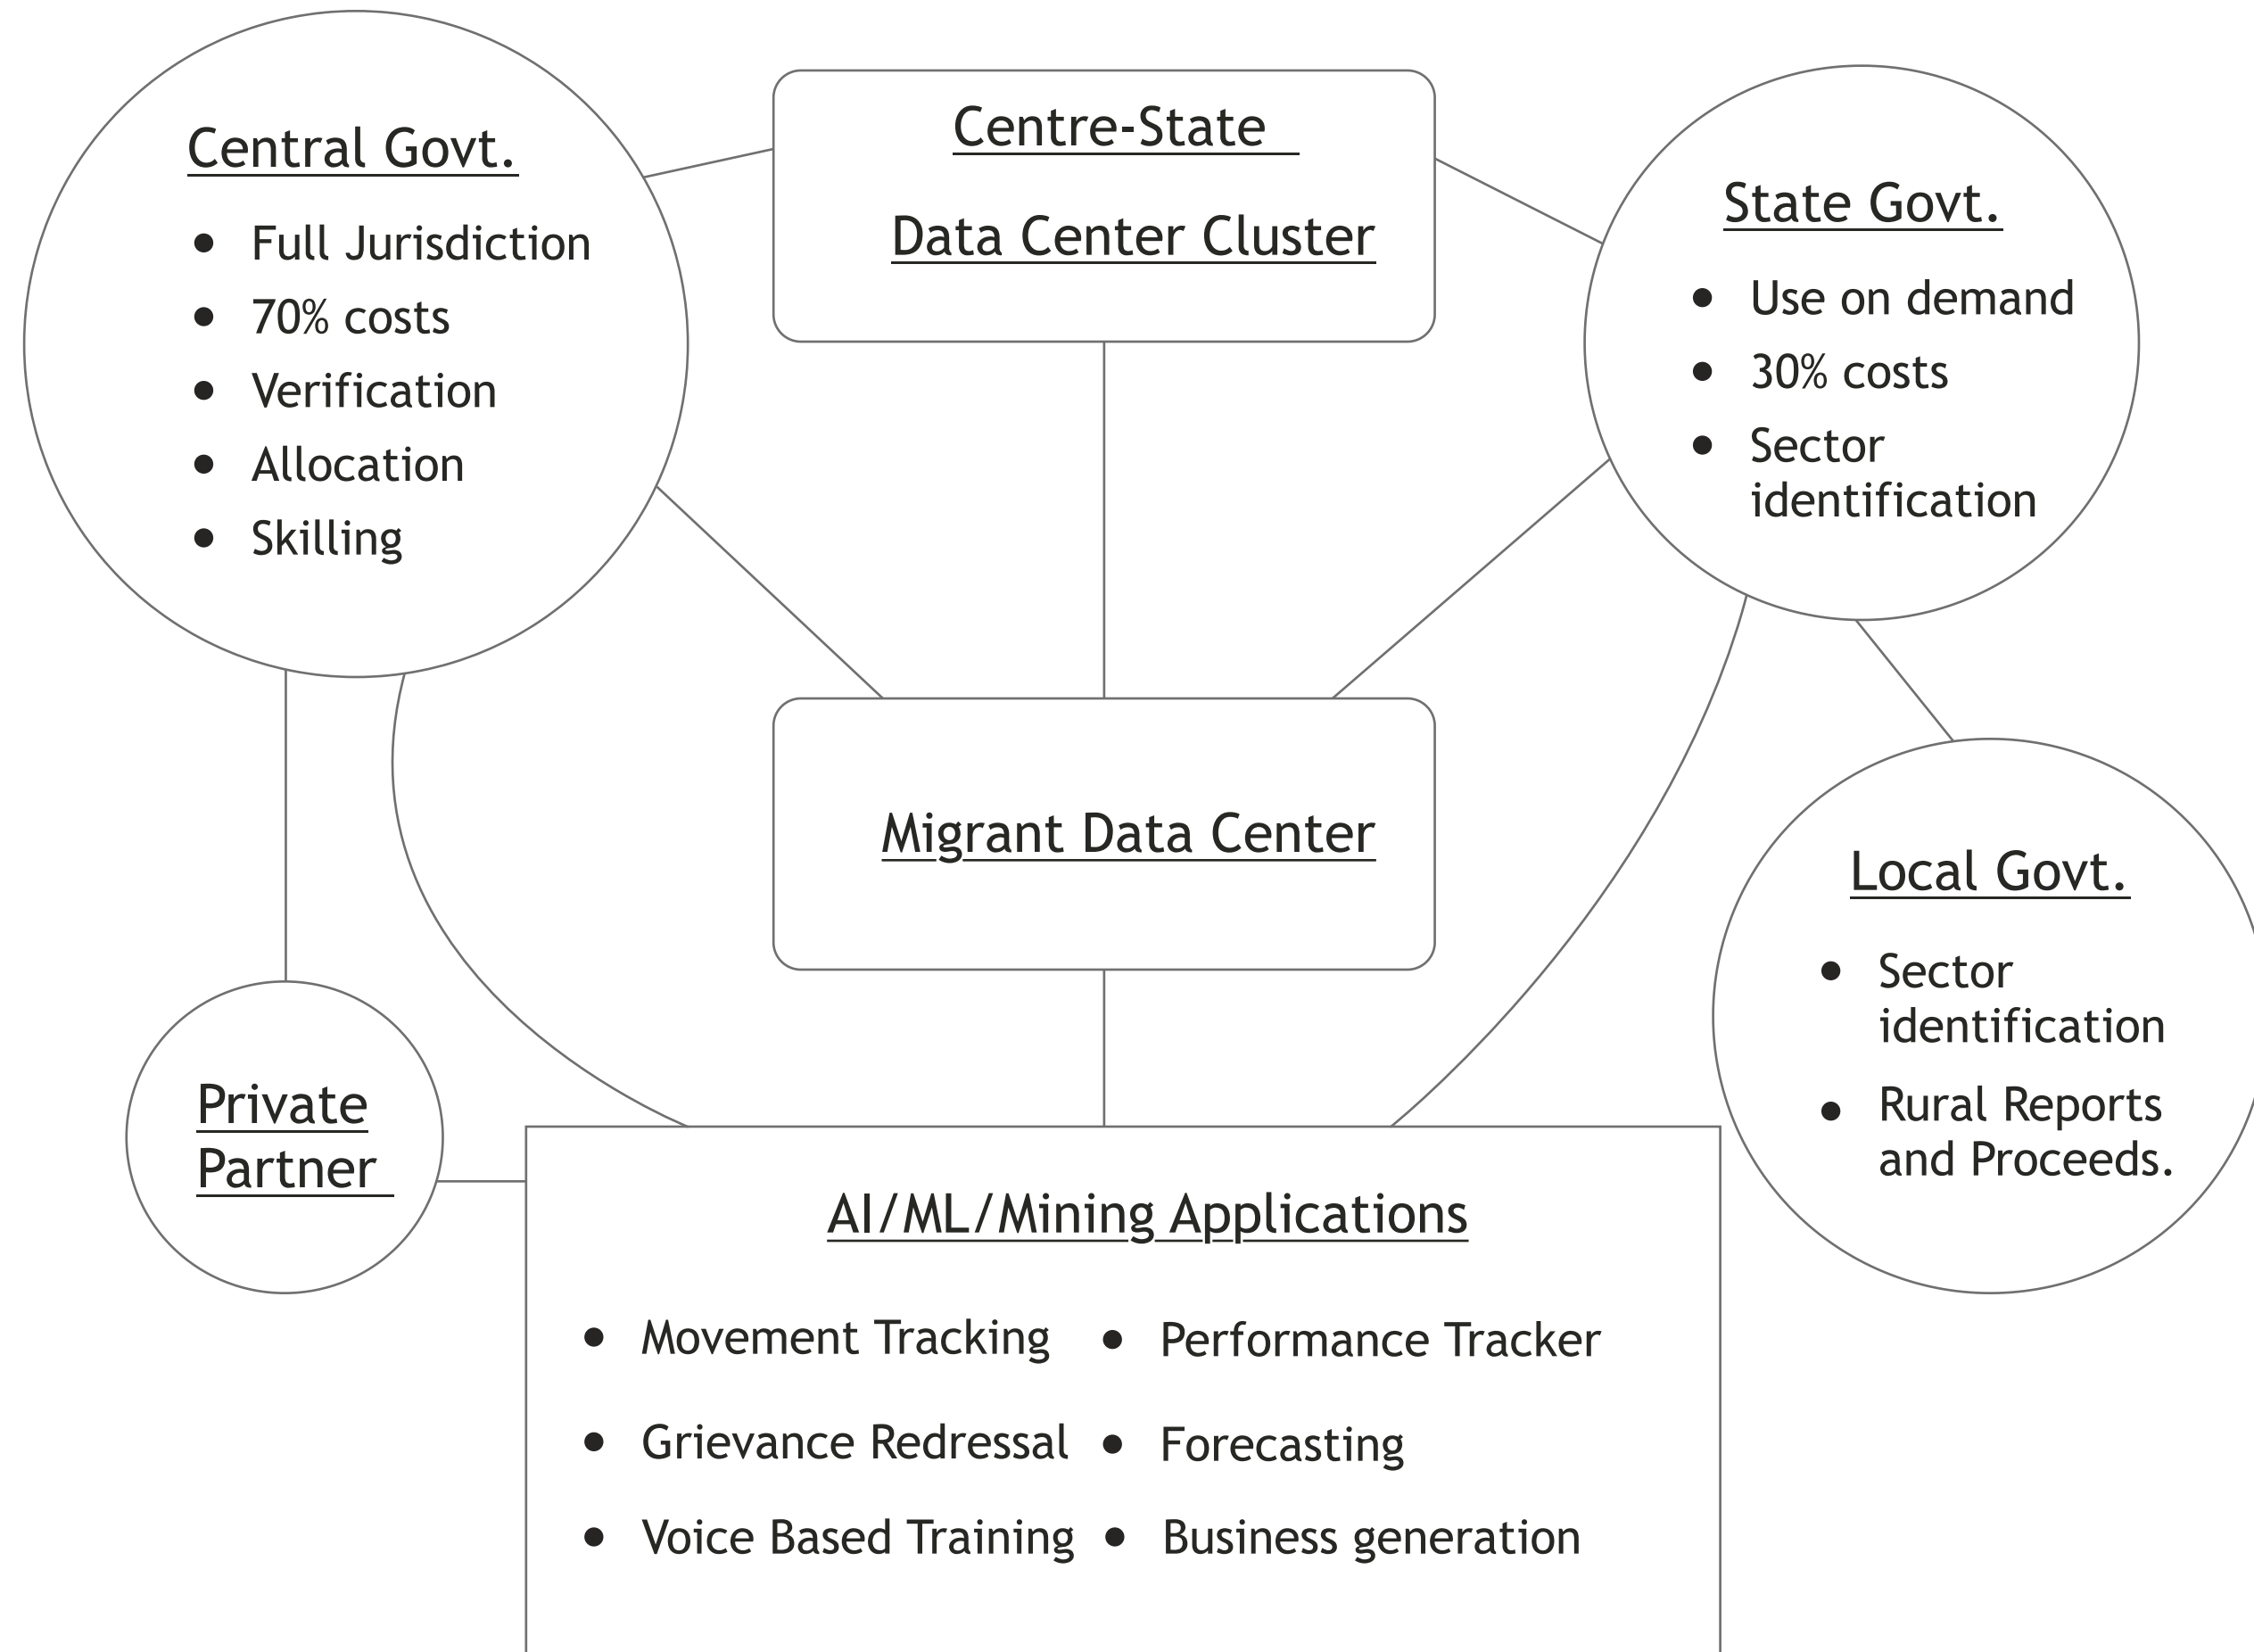 Central Govt.
• Full Jurisdiction
• 70% costs
• Verification
• Allocation
• Skilling
Centre-State
Data Center Cluster
State Govt.
• Use on demand
• 30% costs
• Sector
identification
Migrant Data Center
Local Govt.
• Sector
identification
• Rural Reports
and Proceeds.
Private
Partner
AI/ML/Mining Applications
• Movement Tracking
• Grievance Redressal
• Voice Based Training
• Performance Tracker
• Forecasting
• Business generation